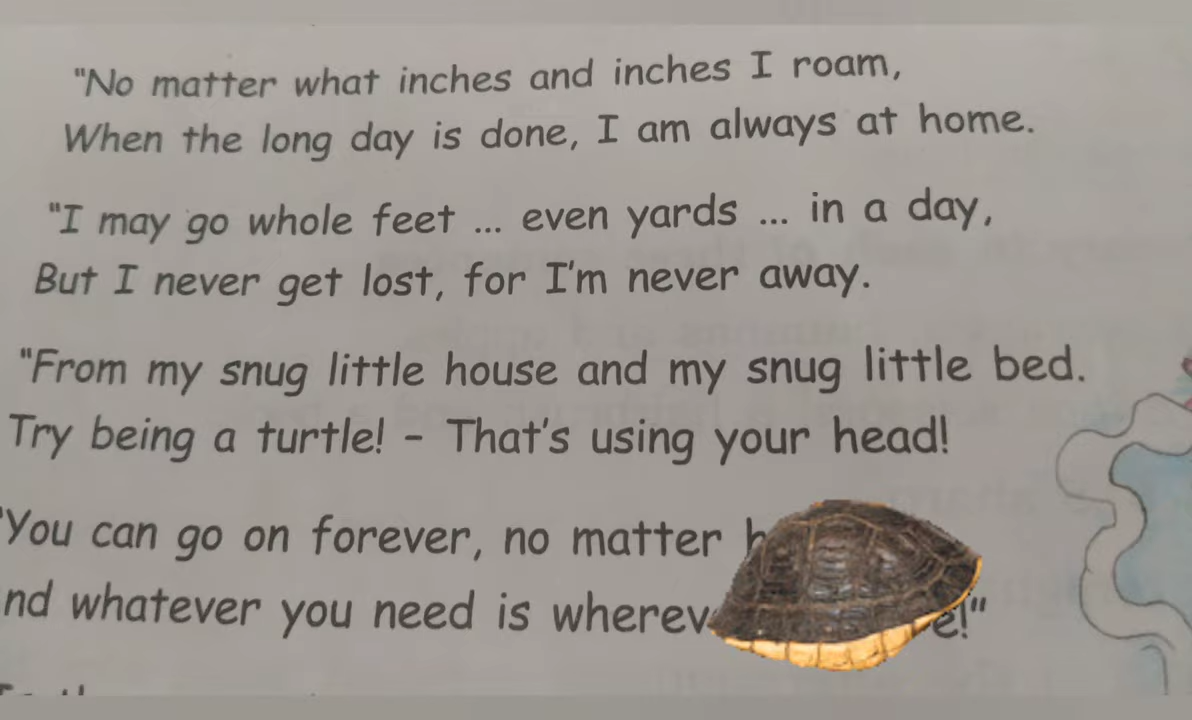 "No matter what inches and inches I roam,
When the long day is done, I am always at home.
"I may go whole feet ... even yards ... in a day,
But I never get lost, for I'm never away.
"From my snug little house and my snug little bed.
Try being a turtle! – That's using your head!
"You can go on forever, no matter
nd whatever you need is